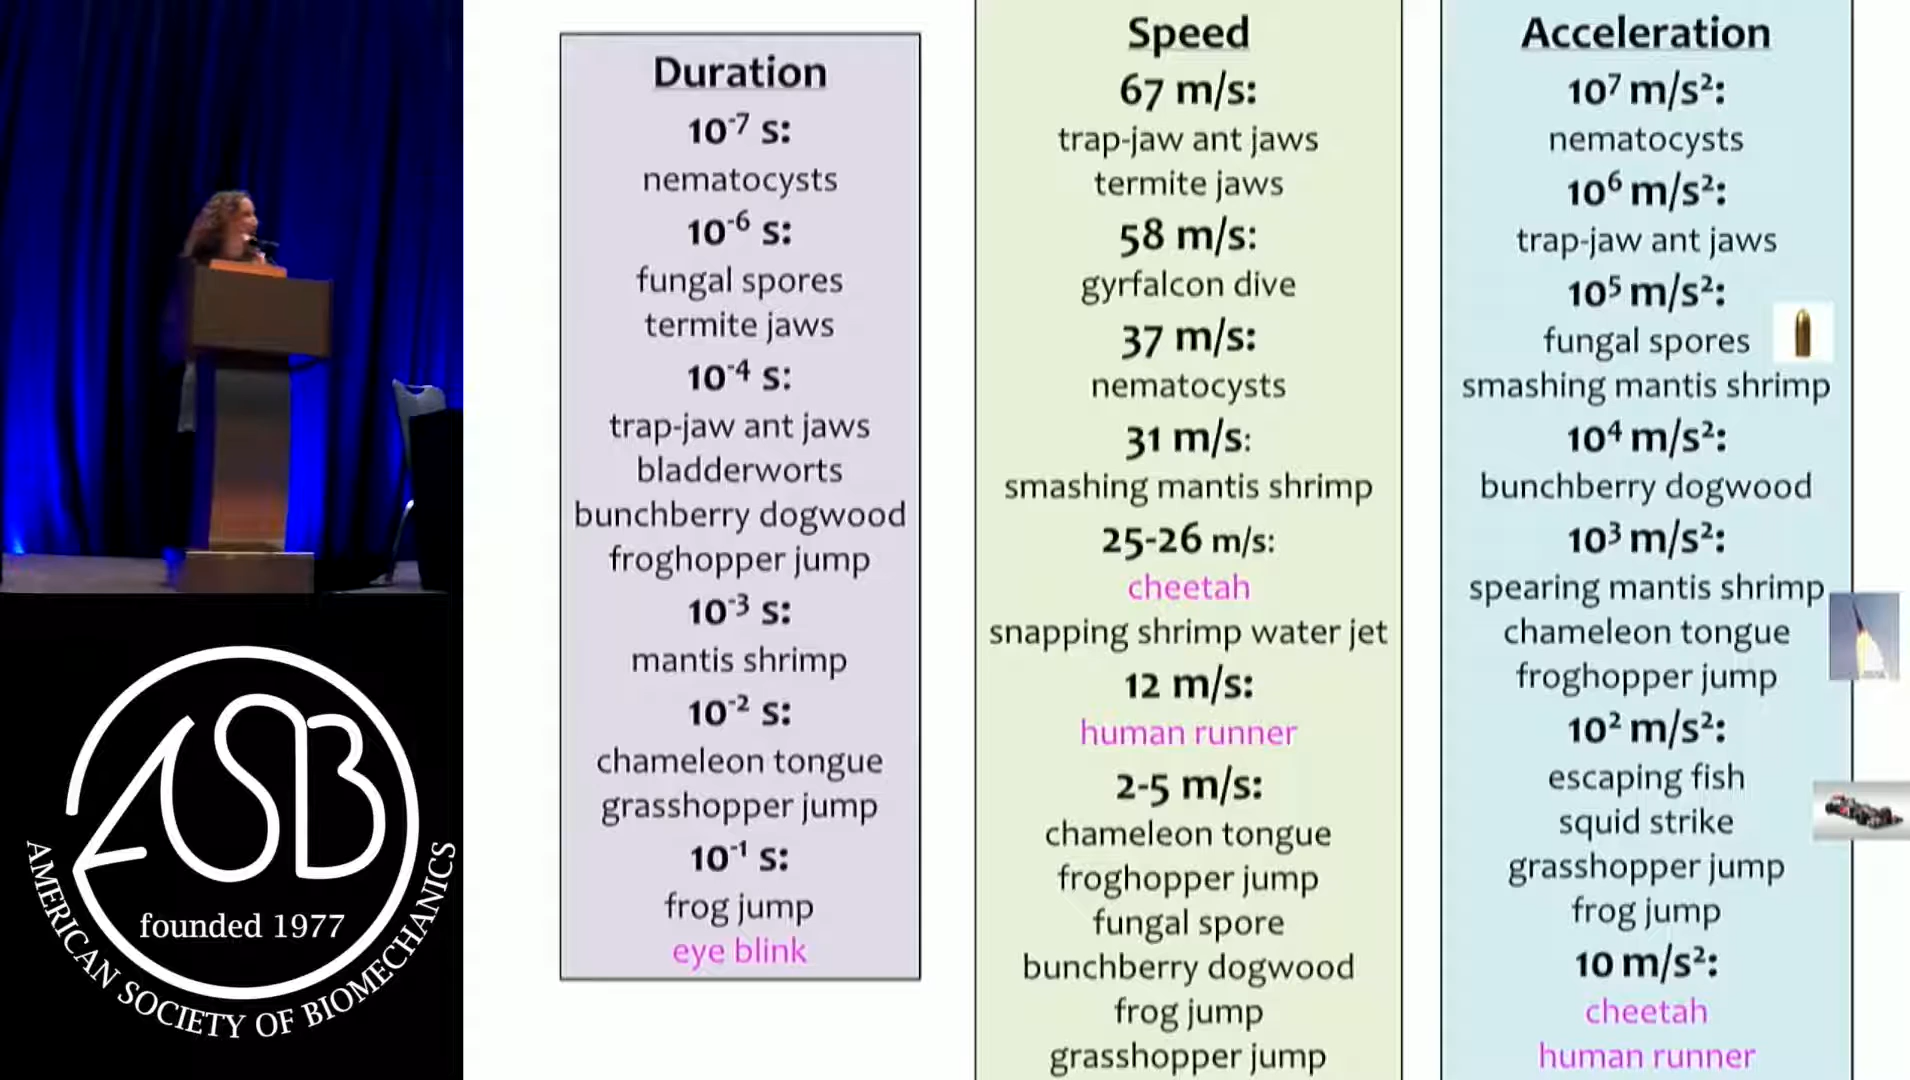 Duration
10⁻⁷ s:
nematocysts
10⁻⁶ s:
fungal spores
termite jaws
10⁻⁴ s:
trap-jaw ant jaws
bladderworts
bunchberry dogwood
froghopper jump
10⁻³ s:
mantis shrimp
10⁻² s:
chameleon tongue
grasshopper jump
10⁻¹ s:
frog jump
eye blink
Speed
67 m/s:
trap-jaw ant jaws
termite jaws
58 m/s:
gyrfalcon dive
37 m/s:
nematocysts
31 m/s:
smashing mantis shrimp
25-26 m/s:
cheetah
snapping shrimp water jet
12 m/s:
human runner
2-5 m/s:
chameleon tongue
froghopper jump
fungal spore
bunchberry dogwood
frog jump
grasshopper jump
Acceleration
10⁷ m/s²:
nematocysts
10⁶ m/s²:
trap-jaw ant jaws
10⁵ m/s²:
fungal spores
smashing mantis shrimp
10⁴ m/s²:
bunchberry dogwood
10³ m/s²:
spearing mantis shrimp
chameleon tongue
froghopper jump
10² m/s²:
escaping fish
squid strike
grasshopper jump
frog jump
10 m/s²:
cheetah
human runner
ASB
founded 1977
AMERICAN SOCIETY OF BIOMECHANICS